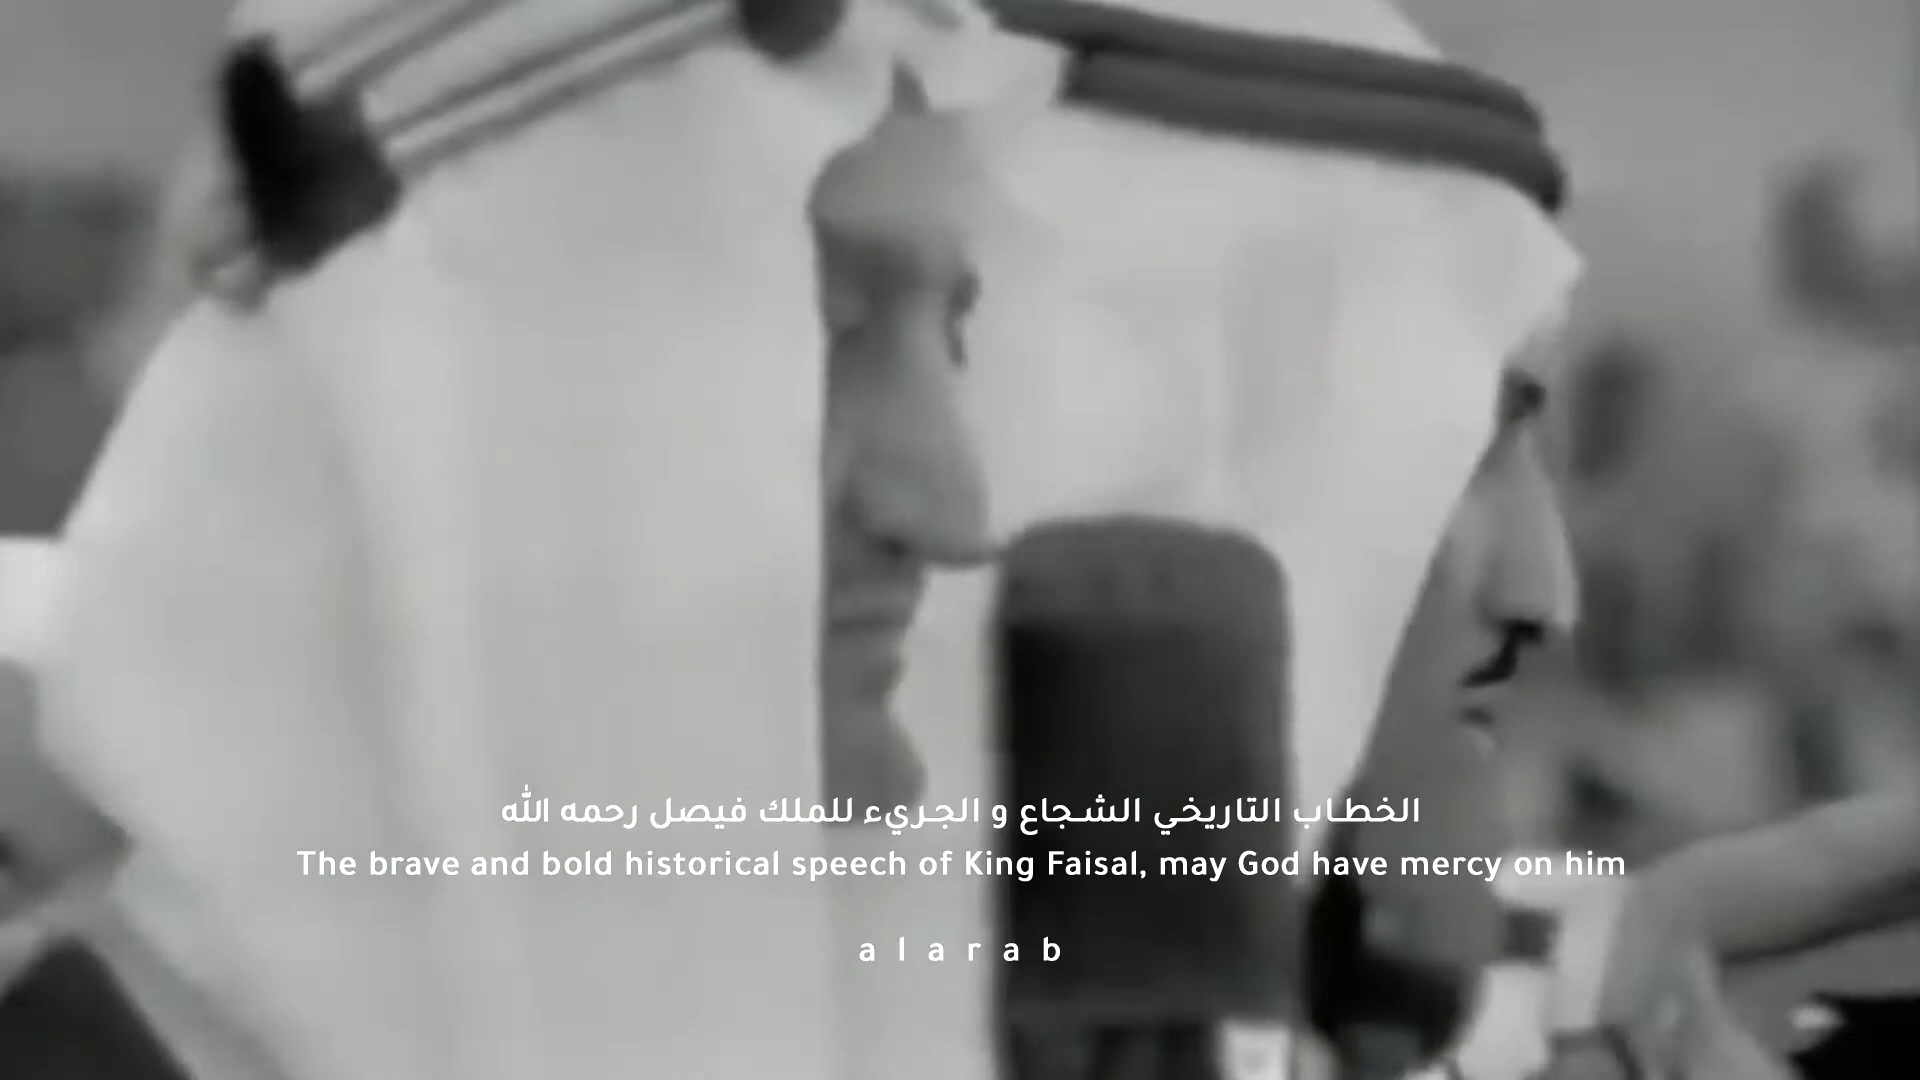 الخطاب التاريخي الشجاع و الجريء للملك فيصل رحمه الله
The brave and bold historical speech of King Faisal, may God have mercy on him
a l a r a b